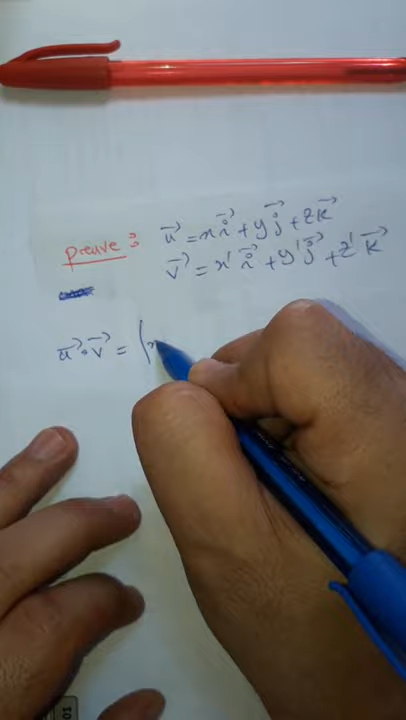 preuve : u⃗ = x i⃗ + y j⃗ + z k⃗
v⃗ = x' i⃗ + y' j⃗ + z' k⃗
u⃗ • v⃗ = (x